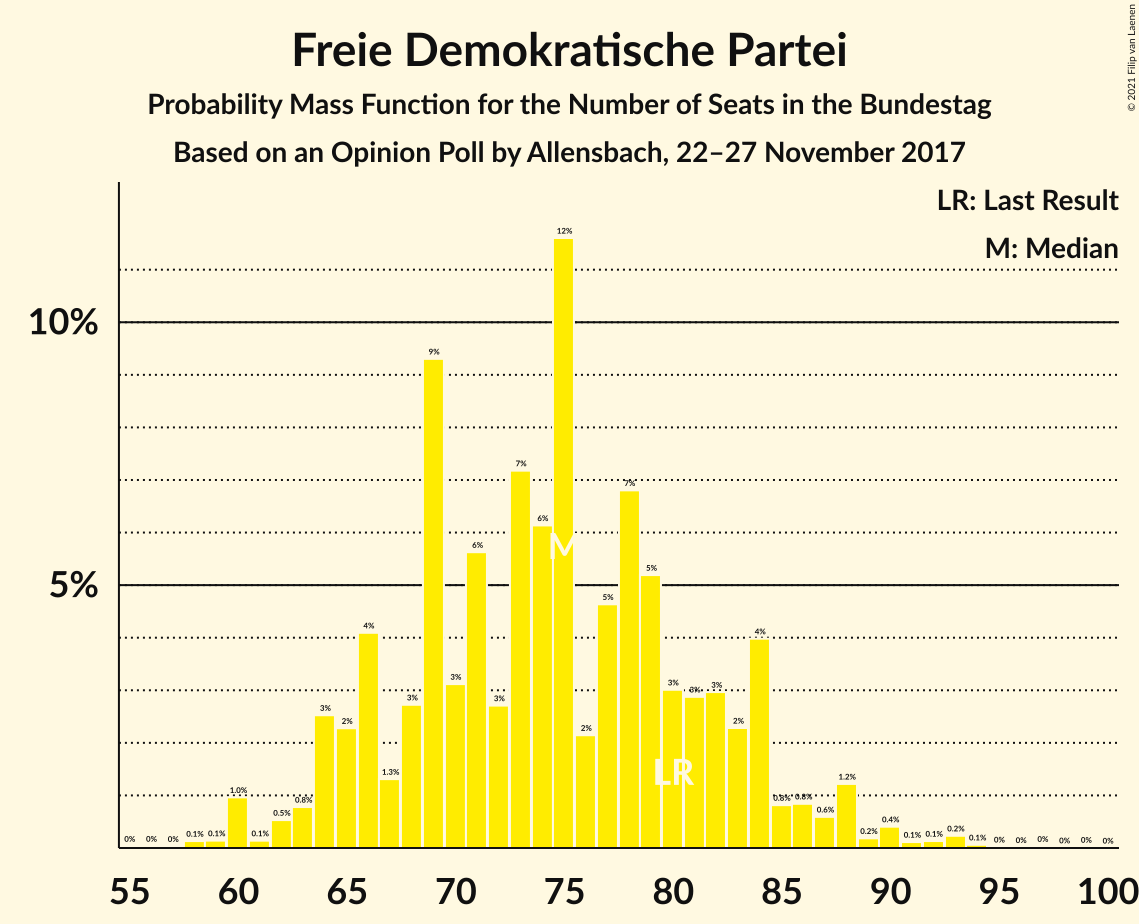 © 2021 Filip van Laenen
Freie Demokratische Partei
Probability Mass Function for the Number of Seats in the Bundestag
Based on an Opinion Poll by Allensbach, 22–27 November 2017
LR: Last Result
M: Median
10%
5%
0% 0% 0% 0.1% 0.1% 1.0% 0.1% 0.5% 0.8% 3% 2% 4% 1.3% 3% 9% 3% 6% 3% 7% 6% 12% 2% 5% 7% 5% 3% 3% 3% 2% 4% 0.8% 0.8% 0.6% 1.2% 0.2% 0.4% 0.1% 0.1% 0.2% 0.1% 0% 0% 0% 0% 0% 0%
M
LR
55 60 65 70 75 80 85 90 95 100